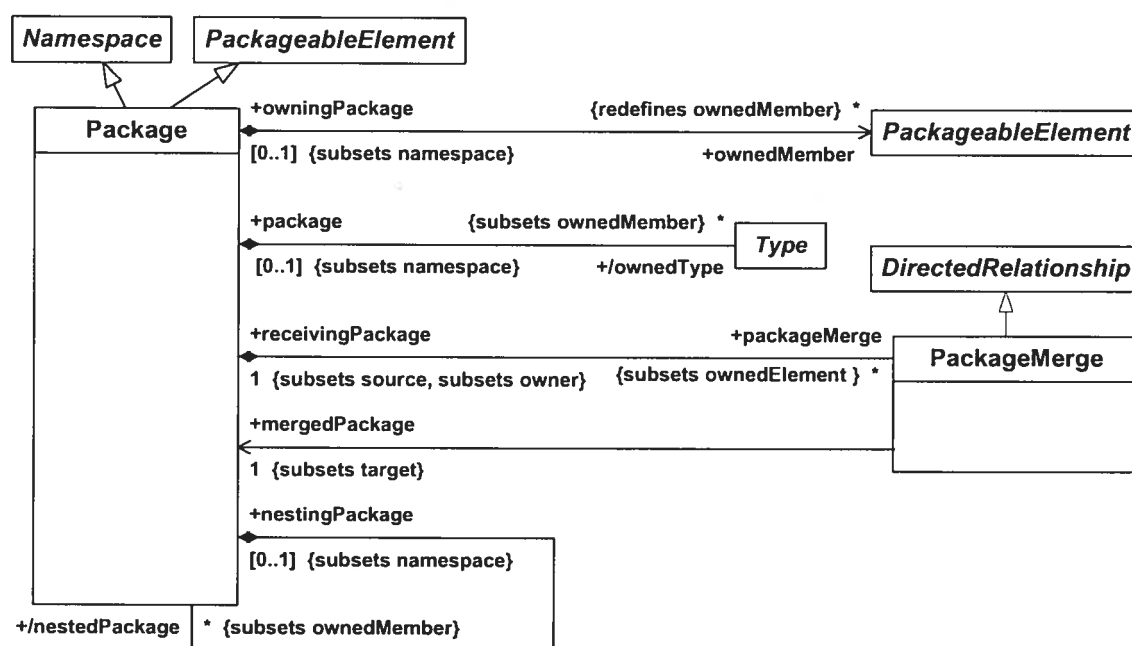 Namespace PackageableElement
Package
+owningPackage {redefines ownedMember} *
[0..1] {subsets namespace} +ownedMember
PackageableElement
+package {subsets ownedMember} *
[0..1] {subsets namespace} +/ownedType
Type
DirectedRelationship
+receivingPackage +packageMerge
1 {subsets source, subsets owner} {subsets ownedElement } *
PackageMerge
+mergedPackage
1 {subsets target}
+nestingPackage
[0..1] {subsets namespace}
+/nestedPackage * {subsets ownedMember}